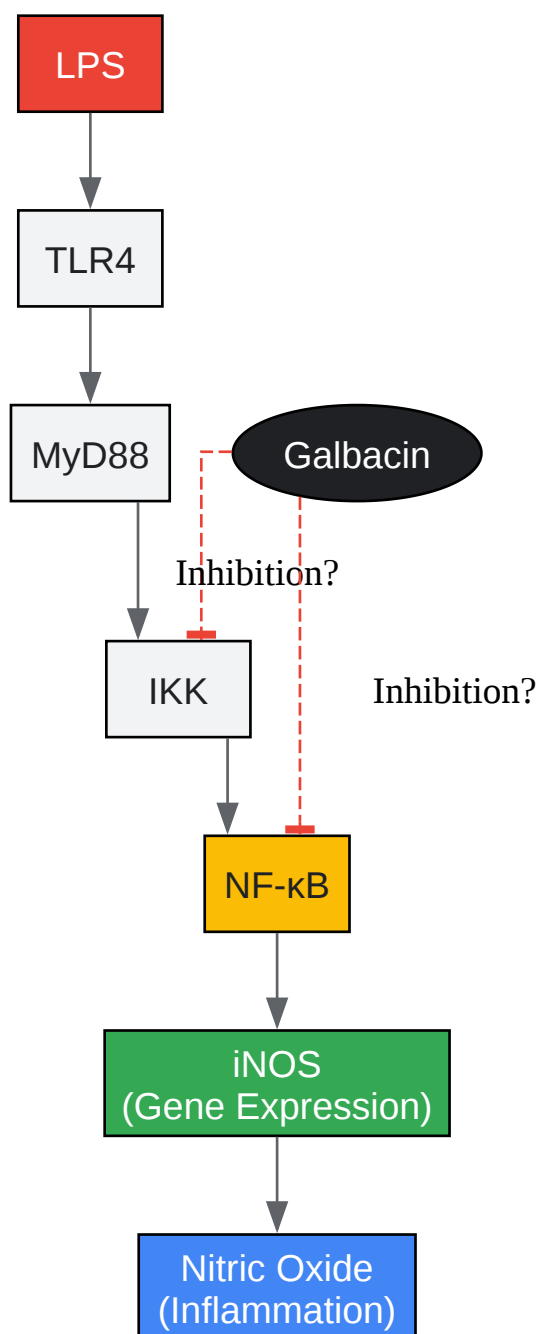 LPS
TLR4
MyD88
Galbacin
Inhibition?
IKK
Inhibition?
NF-κB
iNOS
(Gene Expression)
Nitric Oxide
(Inflammation)